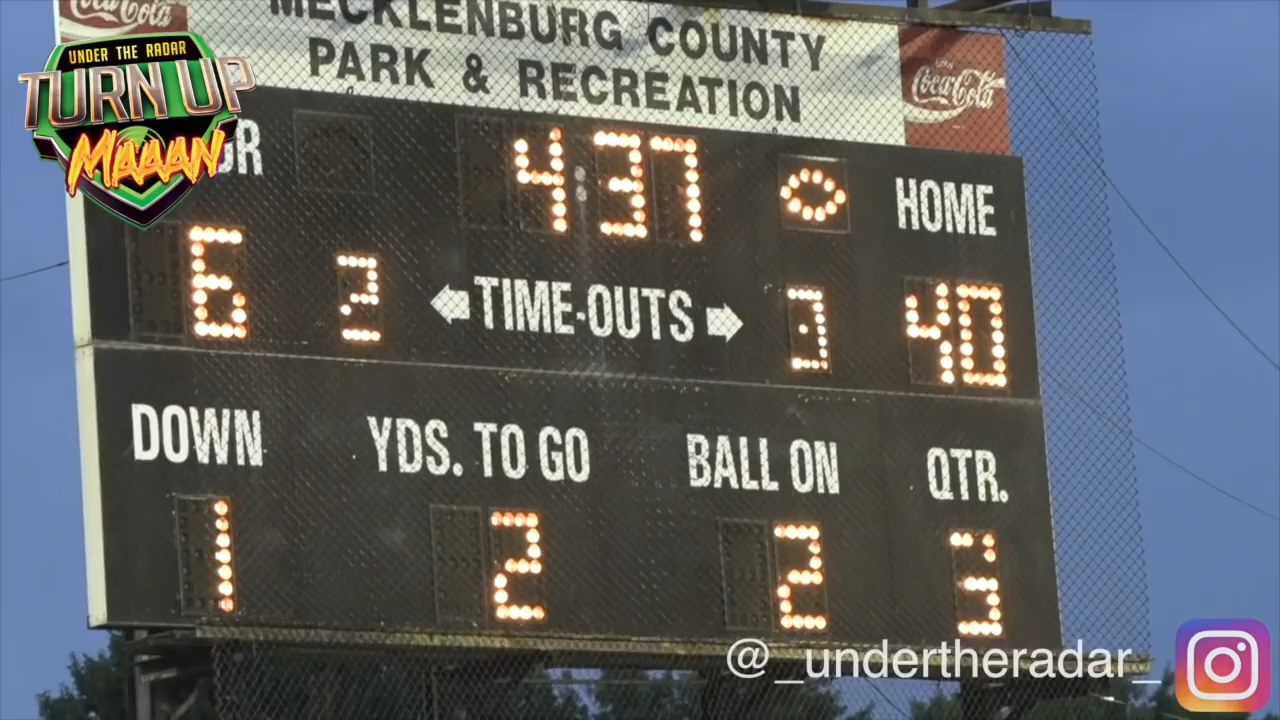 Coca-Cola
MECKLENBURG COUNTY
PARK & RECREATION
Coca-Cola
UNDER THE RADAR
TURN UP
MAAAN
4:37
HOME
6 2
TIME-OUTS
3 40
DOWN YDS. TO GO BALL ON QTR.
1 2 2 3
@_undertheradar_